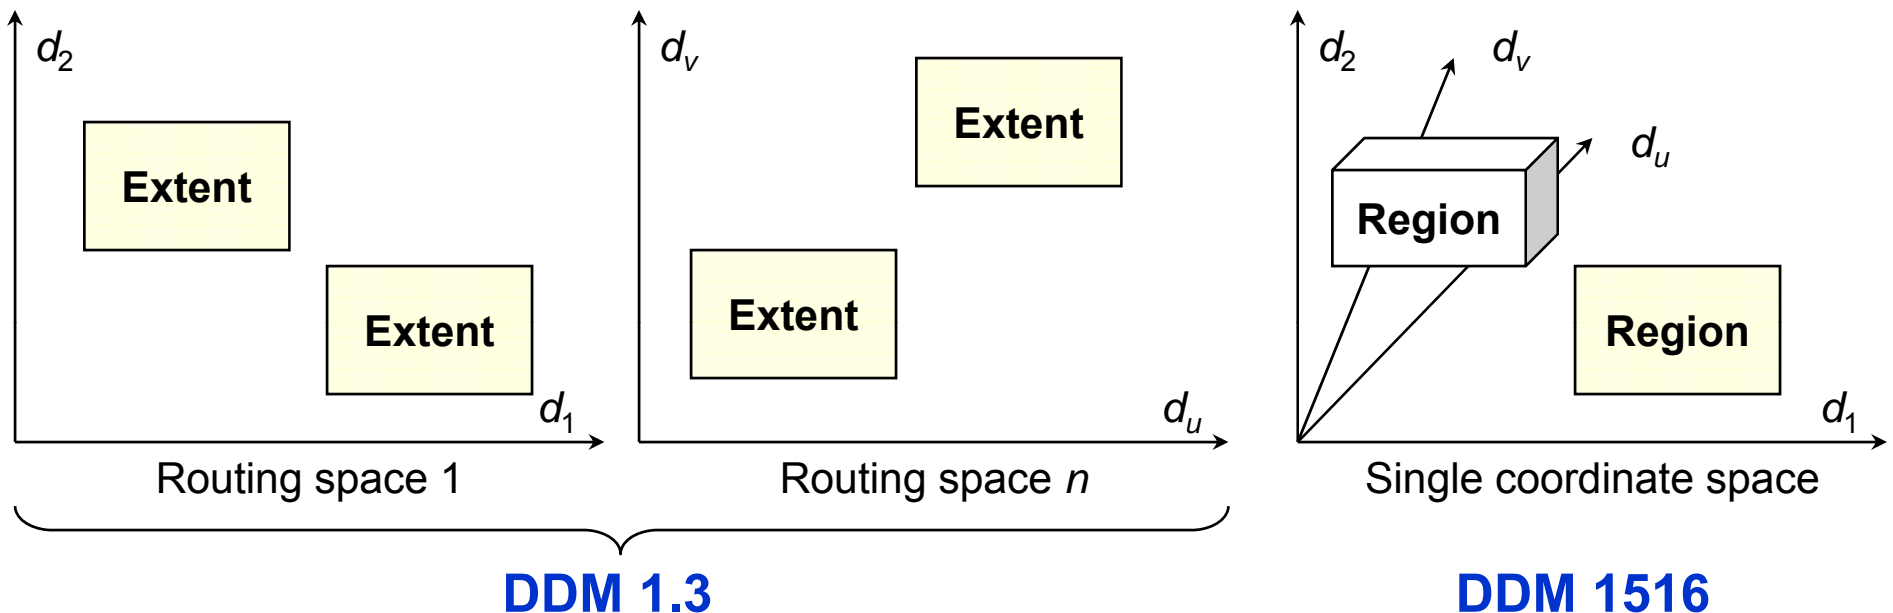 d₂
Extent
Extent
d₁
Routing space 1
dᵥ
Extent
Extent
dᵤ
Routing space n
DDM 1.3
d₂
dᵥ
dᵤ
Region
Region
d₁
Single coordinate space
DDM 1516